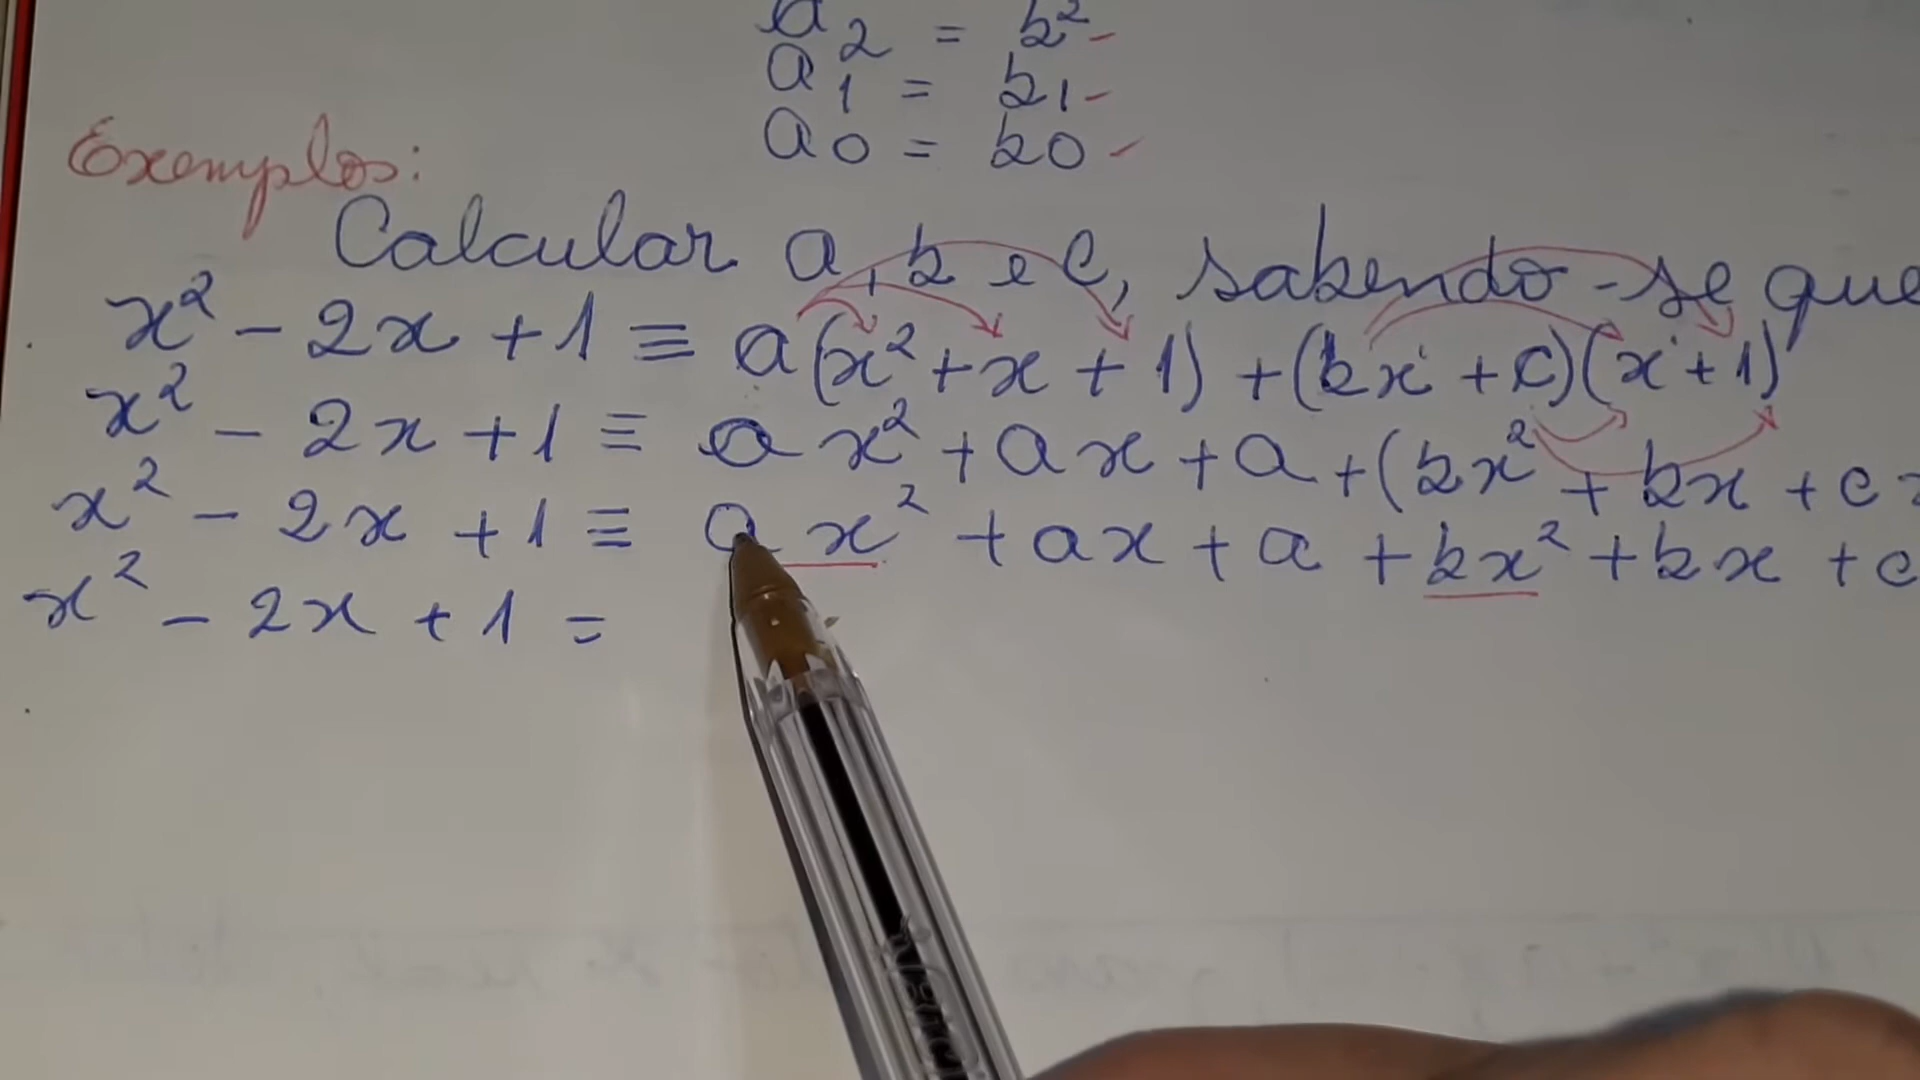 a2 = b²
a1 = b1
a0 = b0
Exemplos:
Calcular a, b e c, sabendo-se que
x² - 2x + 1 ≡ a(x² + x + 1) + (bx + c)(x + 1)
x² - 2x + 1 ≡ ax² + ax + a + (bx² + bx + c
x² - 2x + 1 ≡ ax² + ax + a + bx² + bx + c
x² - 2x + 1 =